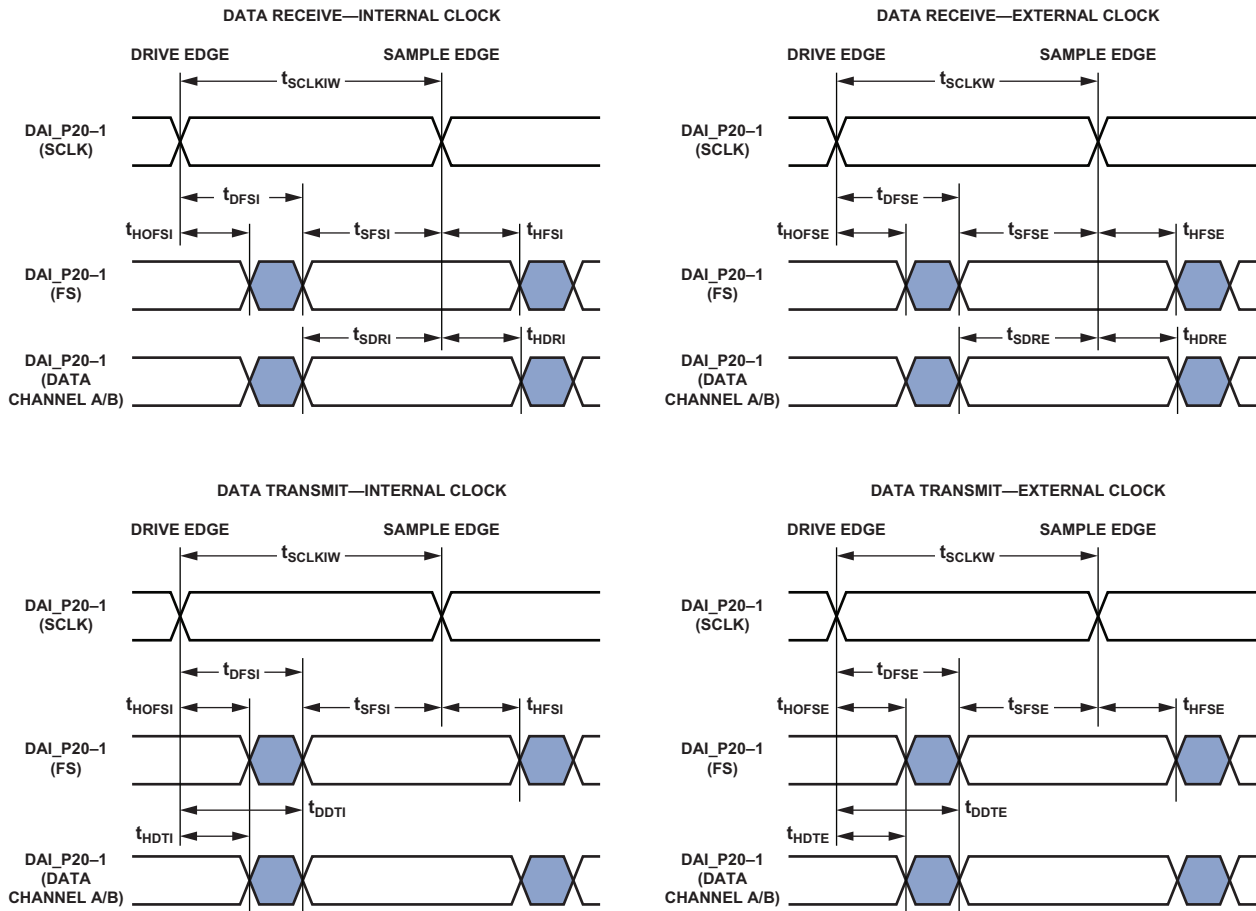 DATA RECEIVE—INTERNAL CLOCK
DRIVE EDGE
SAMPLE EDGE
tSCLKIW
DAI_P20–1
(SCLK)
tDFSI
tHOFSI
tSFSI
tHFSI
DAI_P20–1
(FS)
tSDRI
tHDRI
DAI_P20–1
(DATA
CHANNEL A/B)
DATA RECEIVE—EXTERNAL CLOCK
DRIVE EDGE
SAMPLE EDGE
tSCLKW
DAI_P20–1
(SCLK)
tDFSE
tHOFSE
tSFSE
tHFSE
DAI_P20–1
(FS)
tSDRE
tHDRE
DAI_P20–1
(DATA
CHANNEL A/B)
DATA TRANSMIT—INTERNAL CLOCK
DRIVE EDGE
SAMPLE EDGE
tSCLKIW
DAI_P20–1
(SCLK)
tDFSI
tHOFSI
tSFSI
tHFSI
DAI_P20–1
(FS)
tDDTI
tHDTI
DAI_P20–1
(DATA
CHANNEL A/B)
DATA TRANSMIT—EXTERNAL CLOCK
DRIVE EDGE
SAMPLE EDGE
tSCLKW
DAI_P20–1
(SCLK)
tDFSE
tHOFSE
tSFSE
tHFSE
DAI_P20–1
(FS)
tDDTE
tHDTE
DAI_P20–1
(DATA
CHANNEL A/B)